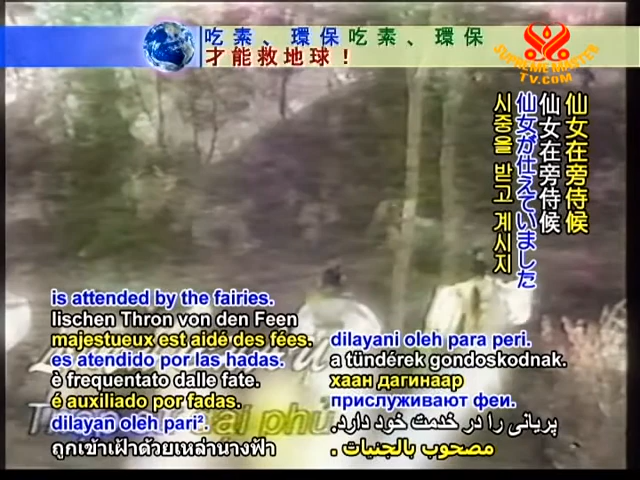 吃素、環保吃素、環保
才能救地球！
SUPREME MASTER
TV.COM
仙女在旁侍候
仙女在旁侍候
仙女が仕えていました
시중을 받고 계시지
is attended by the fairies.
lischen Thron von den Feen
majestueux est aidé des fées.
es atendido por las hadas.
è frequentato dalle fate.
é auxiliado por fadas.
dilayan oleh pari².
ถูกเข้าเฝ้าด้วยเหล่านางฟ้า
dilayani oleh para peri.
a tündérek gondoskodnak.
хаан дагинаар
прислуживают феи.
پریانی را در خدمت خود دارد.
مصحوب بالجنيات .